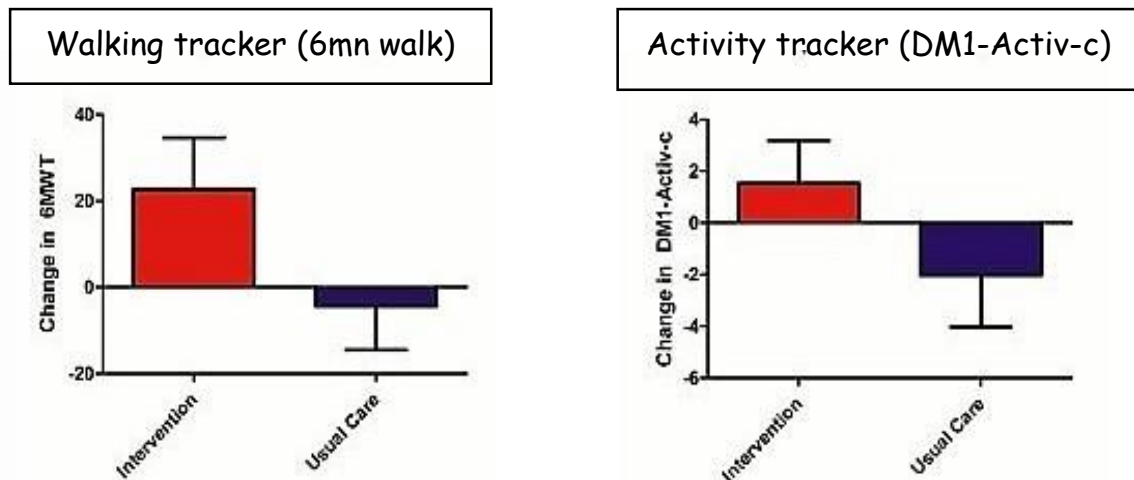 Walking tracker (6mn walk)
Activity tracker (DM1-Activ-c)
Change in 6MWT
40
20
0
-20
Intervention
Usual Care
Change in DM1-Activ-c
4
2
0
-2
-4
-6
Intervention
Usual Care